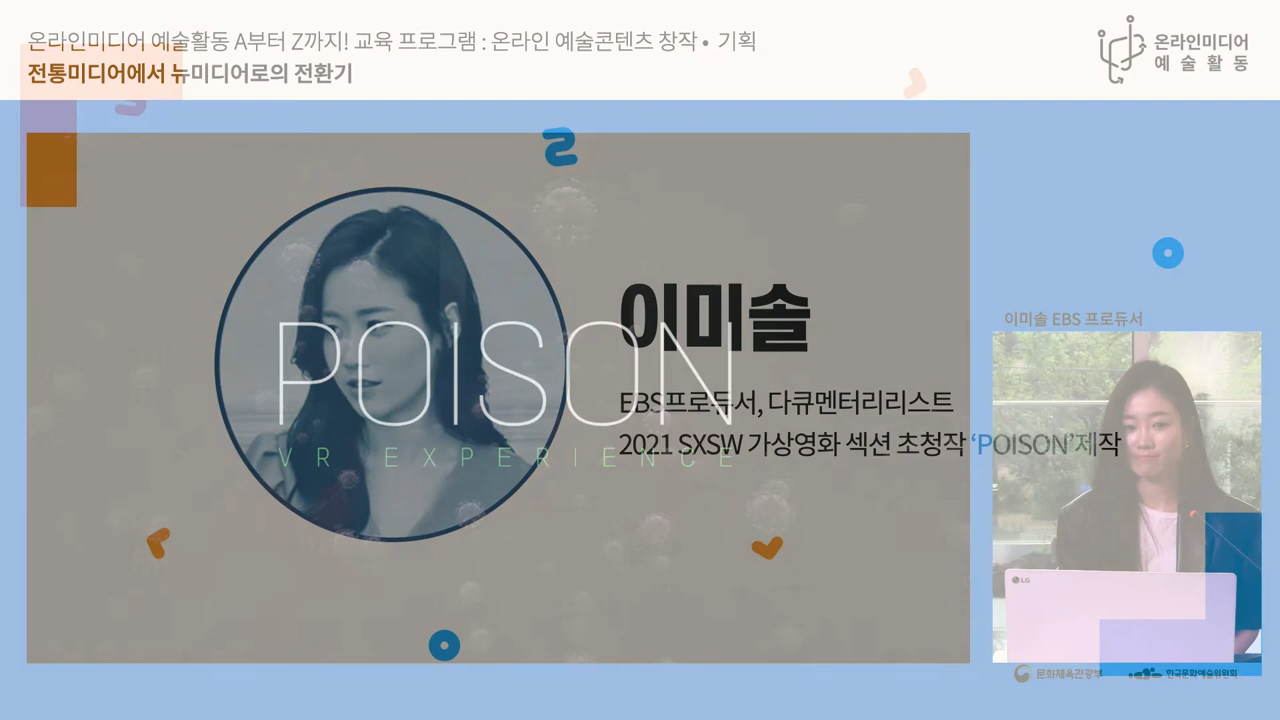 온라인미디어 예술활동 A부터 Z까지! 교육 프로그램 : 온라인 예술콘텐츠 창작 • 기획
전통미디어에서 뉴미디어로의 전환기
온라인미디어
예술활동
이미솔
POISON
VR EXPERIENCE
EBS프로듀서, 다큐멘터리리스트
2021 SXSW 가상영화 섹션 초청작 ‘POISON’제작
이미솔 EBS 프로듀서
LG
문화체육관광부
한국문화예술위원회